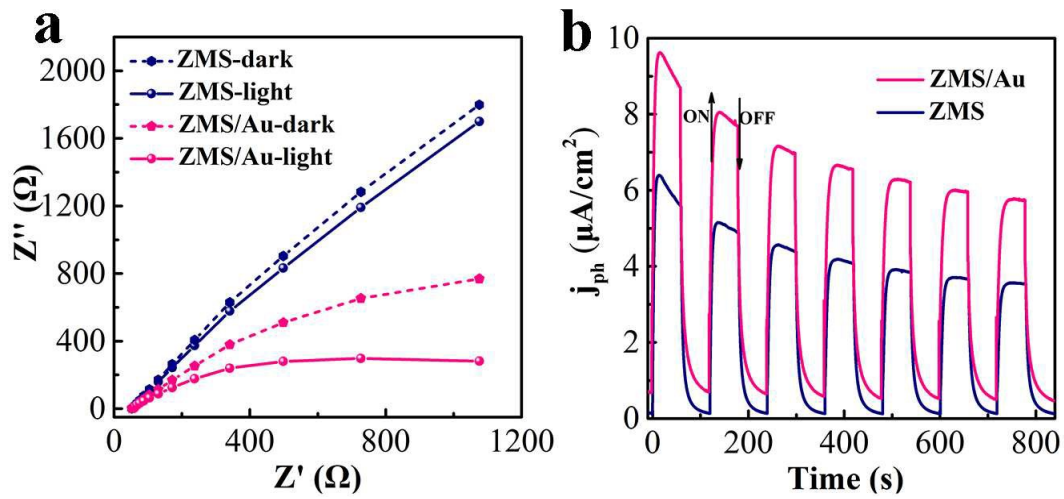 a
2000
1600
1200
800
400
0
Z'' (Ω)
ZMS-dark
ZMS-light
ZMS/Au-dark
ZMS/Au-light
0 400 800 1200
Z' (Ω)
b
10
8
6
4
2
0
j_ph (μA/cm²)
ZMS/Au
ZMS
ON OFF
0 200 400 600 800
Time (s)